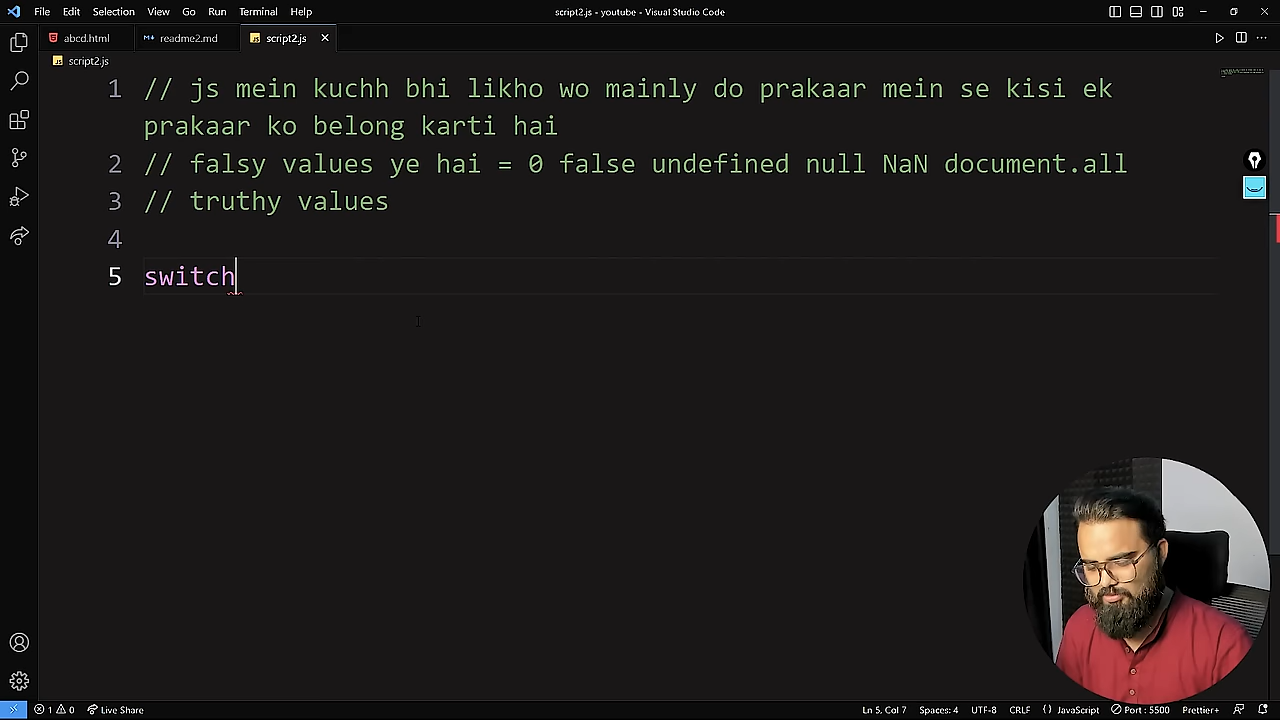 File Edit Selection View Go Run Terminal Help script2.js - youtube - Visual Studio Code
abcd.html readme2.md script2.js
script2.js
1 // js mein kuchh bhi likho wo mainly do prakaar mein se kisi ek
prakaar ko belong karti hai
2 // falsy values ye hai = 0 false undefined null NaN document.all
3 // truthy values
4
5 switch
1 0 Live Share Ln 5, Col 7 Spaces: 4 UTF-8 CRLF JavaScript Port : 5500 Prettier+